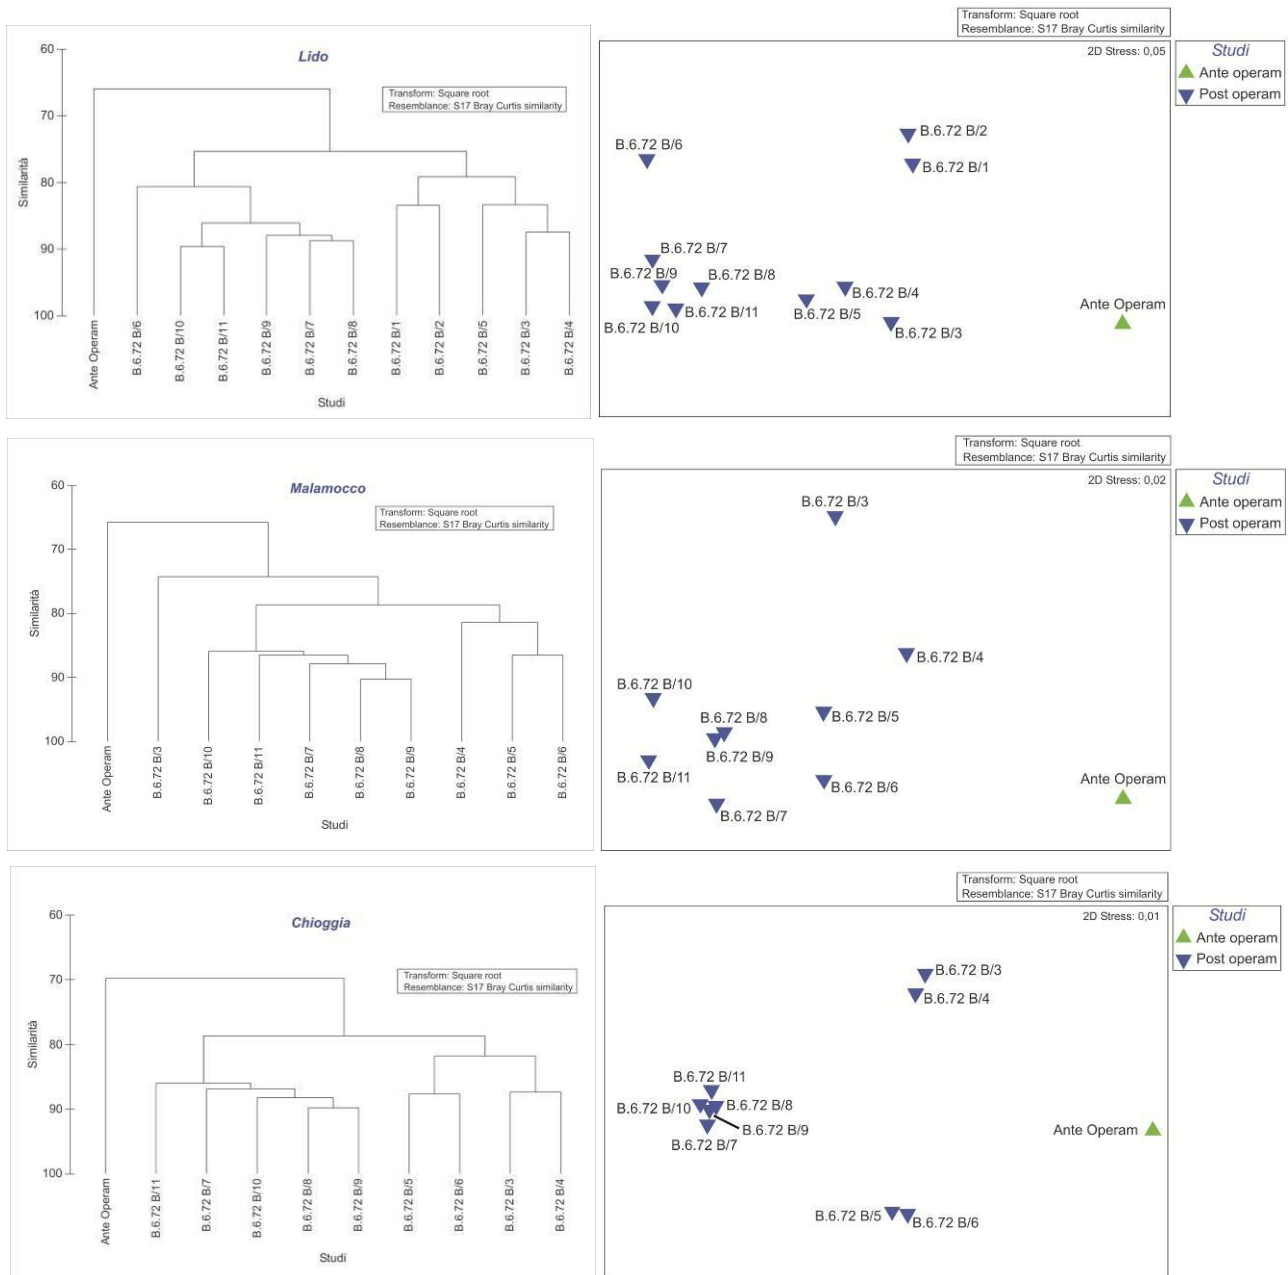 Lido
Transform: Square root
Resemblance: S17 Bray Curtis similarity
60
70
80
90
100
Similarità
Ante Operam
B.6.72 B/6
B.6.72 B/10
B.6.72 B/11
B.6.72 B/9
B.6.72 B/7
B.6.72 B/8
B.6.72 B/1
B.6.72 B/2
B.6.72 B/5
B.6.72 B/3
B.6.72 B/4
Studi
Transform: Square root
Resemblance: S17 Bray Curtis similarity
2D Stress: 0,05
Studi
Ante operam
Post operam
B.6.72 B/2
B.6.72 B/6
B.6.72 B/1
B.6.72 B/7
B.6.72 B/9
B.6.72 B/8
B.6.72 B/4
Ante Operam
B.6.72 B/10
B.6.72 B/11
B.6.72 B/5
B.6.72 B/3
Malamocco
Transform: Square root
Resemblance: S17 Bray Curtis similarity
60
70
80
90
100
Similarità
Ante Operam
B.6.72 B/3
B.6.72 B/10
B.6.72 B/11
B.6.72 B/7
B.6.72 B/8
B.6.72 B/9
B.6.72 B/4
B.6.72 B/5
B.6.72 B/6
Studi
Transform: Square root
Resemblance: S17 Bray Curtis similarity
2D Stress: 0,02
Studi
Ante operam
Post operam
B.6.72 B/3
B.6.72 B/4
B.6.72 B/10
B.6.72 B/8
B.6.72 B/5
B.6.72 B/9
B.6.72 B/11
Ante Operam
B.6.72 B/6
B.6.72 B/7
Chioggia
Transform: Square root
Resemblance: S17 Bray Curtis similarity
60
70
80
90
100
Similarità
Ante Operam
B.6.72 B/11
B.6.72 B/7
B.6.72 B/10
B.6.72 B/8
B.6.72 B/9
B.6.72 B/5
B.6.72 B/6
B.6.72 B/3
B.6.72 B/4
Studi
Transform: Square root
Resemblance: S17 Bray Curtis similarity
2D Stress: 0,01
Studi
Ante operam
Post operam
B.6.72 B/3
B.6.72 B/4
B.6.72 B/11
B.6.72 B/10
B.6.72 B/8
B.6.72 B/9
B.6.72 B/7
Ante Operam
B.6.72 B/5
B.6.72 B/6